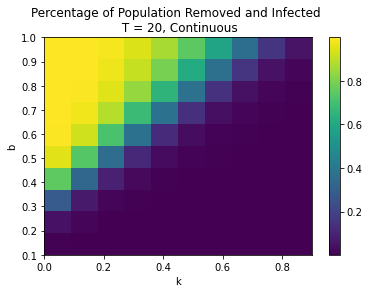 Percentage of Population Removed and Infected
T = 20, Continuous
1.0
0.9
0.8
0.7
0.6
0.5
0.4
0.3
0.2
0.1
b
0.0 0.2 0.4 0.6 0.8
k
0.8
0.6
0.4
0.2